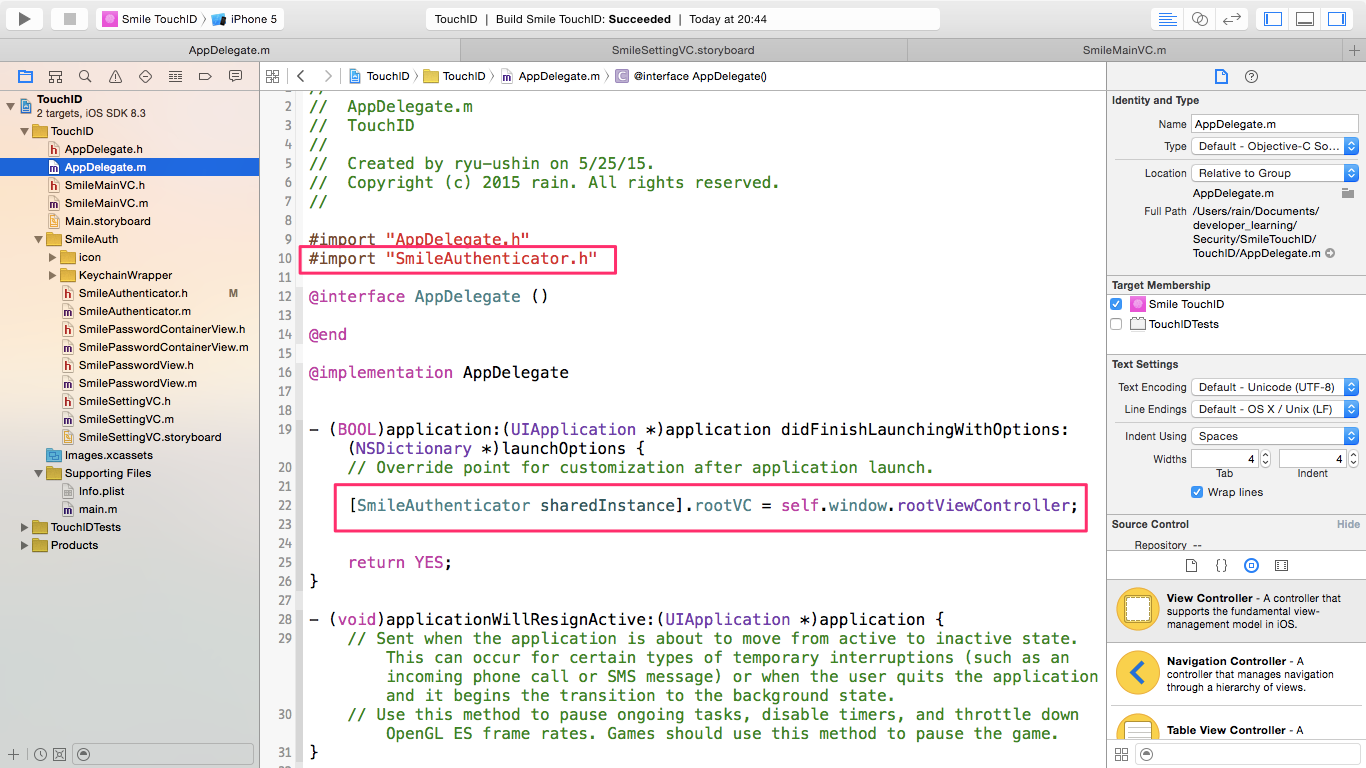 Smile TouchID 〉 iPhone 5
TouchID | Build Smile TouchID: Succeeded | Today at 20:44
AppDelegate.m
SmileSettingVC.storyboard
SmileMainVC.m
TouchID
2 targets, iOS SDK 8.3
TouchID
AppDelegate.h
AppDelegate.m
SmileMainVC.h
SmileMainVC.m
Main.storyboard
SmileAuth
icon
KeychainWrapper
SmileAuthenticator.h M
SmileAuthenticator.m
SmilePasswordContainerView.h
SmilePasswordContainerView.m
SmilePasswordView.h
SmilePasswordView.m
SmileSettingVC.h
SmileSettingVC.m
SmileSettingVC.storyboard
Images.xcassets
Supporting Files
Info.plist
main.m
TouchIDTests
Products
TouchID 〉 TouchID 〉 AppDelegate.m 〉 C @interface AppDelegate()
//
2 //  AppDelegate.m
3 //  TouchID
4 //
5 //  Created by ryu-ushin on 5/25/15.
6 //  Copyright (c) 2015 rain. All rights reserved.
7 //
8
9 #import "AppDelegate.h"
10 #import "SmileAuthenticator.h"
11
12 @interface AppDelegate ()
13
14 @end
15
16 @implementation AppDelegate
17
18
19 - (BOOL)application:(UIApplication *)application didFinishLaunchingWithOptions:
(NSDictionary *)launchOptions {
20 // Override point for customization after application launch.
21
22 [SmileAuthenticator sharedInstance].rootVC = self.window.rootViewController;
23
24
25 return YES;
26 }
27
28 - (void)applicationWillResignActive:(UIApplication *)application {
29 // Sent when the application is about to move from active to inactive state.
This can occur for certain types of temporary interruptions (such as an
incoming phone call or SMS message) or when the user quits the application
and it begins the transition to the background state.
30 // Use this method to pause ongoing tasks, disable timers, and throttle down
OpenGL ES frame rates. Games should use this method to pause the game.
31 }
Identity and Type
Name AppDelegate.m
Type Default - Objective-C So...
Location Relative to Group
AppDelegate.m
Full Path /Users/rain/Documents/
developer_learning/
Security/SmileTouchID/
TouchID/AppDelegate.m
Target Membership
Smile TouchID
TouchIDTests
Text Settings
Text Encoding Default - Unicode (UTF-8)
Line Endings Default - OS X / Unix (LF)
Indent Using Spaces
Widths 4 4
Tab Indent
Wrap lines
Source Control Hide
Repository --
View Controller - A controller that
supports the fundamental view-
management model in iOS.
Navigation Controller - A
controller that manages navigation
through a hierarchy of views.
Table View Controller - A